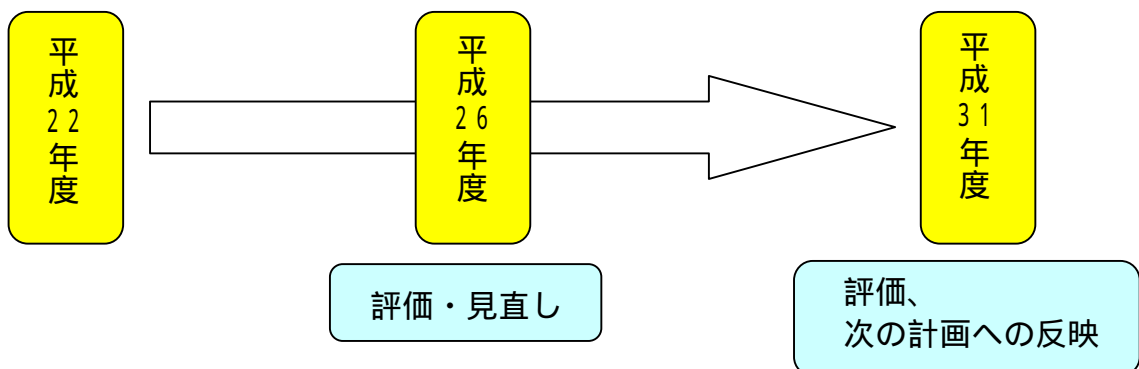 平成22年度
平成26年度
平成31年度
評価・見直し
評価、
次の計画への反映